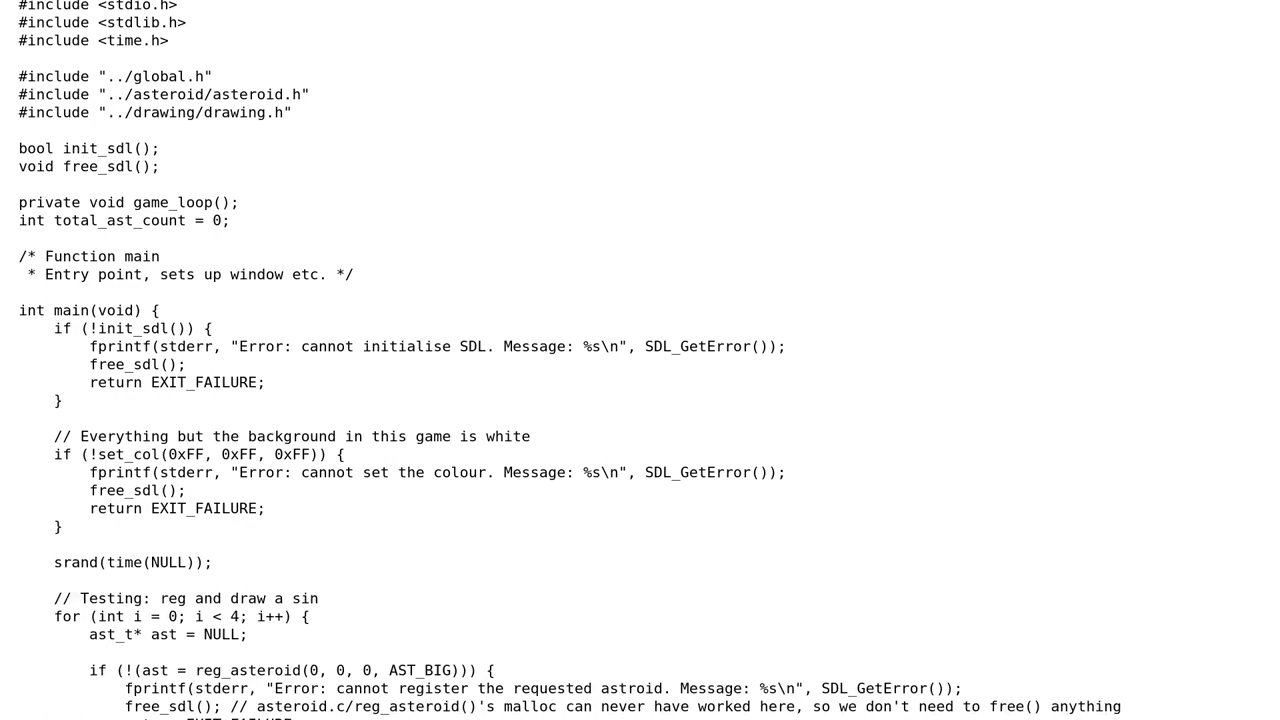 #include <stdio.h>
#include <stdlib.h>
#include <time.h>

#include "../global.h"
#include "../asteroid/asteroid.h"
#include "../drawing/drawing.h"

bool init_sdl();
void free_sdl();

private void game_loop();
int total_ast_count = 0;

/* Function main
 * Entry point, sets up window etc. */

int main(void) {
    if (!init_sdl()) {
        fprintf(stderr, "Error: cannot initialise SDL. Message: %s\n", SDL_GetError());
        free_sdl();
        return EXIT_FAILURE;
    }

    // Everything but the background in this game is white
    if (!set_col(0xFF, 0xFF, 0xFF)) {
        fprintf(stderr, "Error: cannot set the colour. Message: %s\n", SDL_GetError());
        free_sdl();
        return EXIT_FAILURE;
    }

    srand(time(NULL));

    // Testing: reg and draw a sin
    for (int i = 0; i < 4; i++) {
        ast_t* ast = NULL;

        if (!(ast = reg_asteroid(0, 0, 0, AST_BIG))) {
            fprintf(stderr, "Error: cannot register the requested astroid. Message: %s\n", SDL_GetError());
            free_sdl(); // asteroid.c/reg_asteroid()'s malloc can never have worked here, so we don't need to free() anything